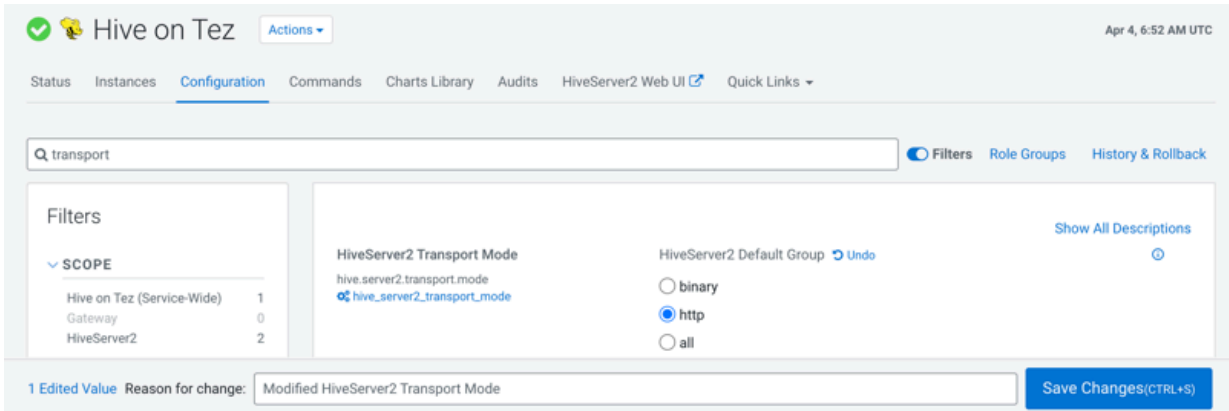 Hive on Tez Actions Apr 4, 6:52 AM UTC
Status Instances Configuration Commands Charts Library Audits HiveServer2 Web UI Quick Links
transport Filters Role Groups History & Rollback
Filters
SCOPE
Hive on Tez (Service-Wide) 1
Gateway 0
HiveServer2 2
Show All Descriptions
HiveServer2 Transport Mode HiveServer2 Default Group Undo
hive.server2.transport.mode
hive_server2_transport_mode
binary
http
all
1 Edited Value Reason for change: Modified HiveServer2 Transport Mode Save Changes(CTRL+S)